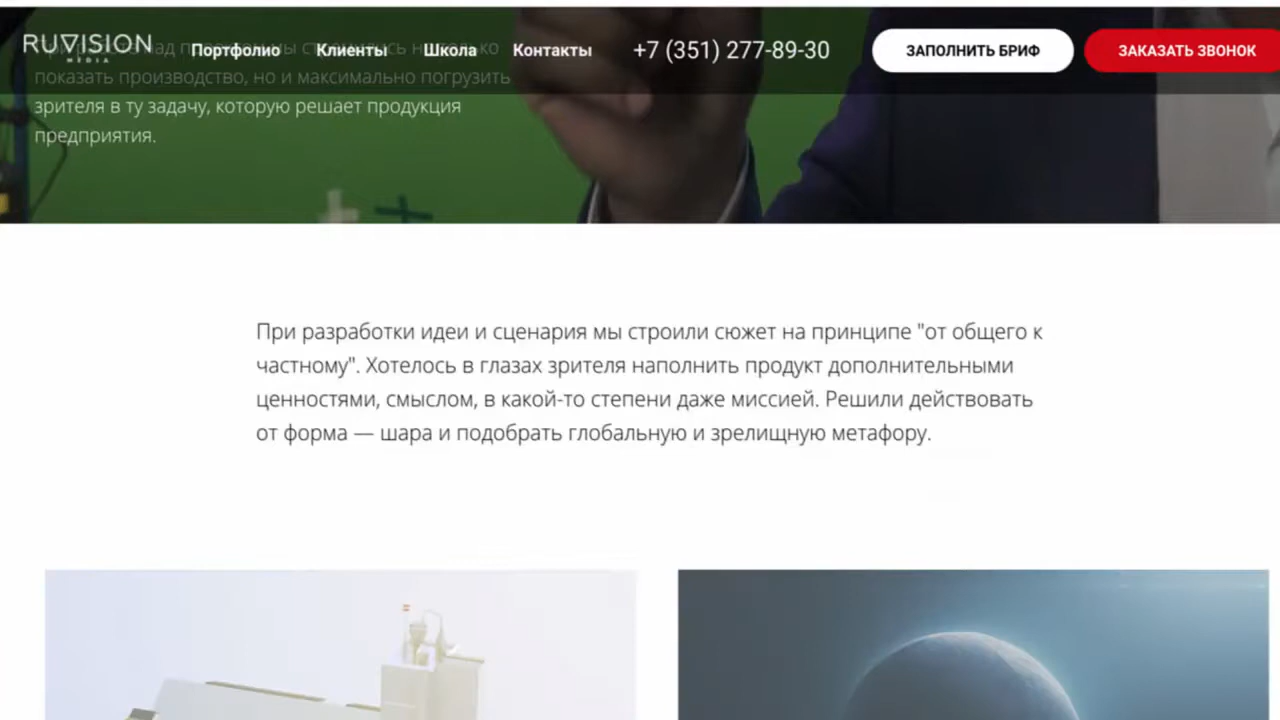 RUVISION
MEDIA
Портфолио
Клиенты
Школа
Контакты
+7 (351) 277-89-30
ЗАПОЛНИТЬ БРИФ
ЗАКАЗАТЬ ЗВОНОК
показать производство, но и максимально погрузить
зрителя в ту задачу, которую решает продукция
предприятия.
При разработки идеи и сценария мы строили сюжет на принципе "от общего к
частному". Хотелось в глазах зрителя наполнить продукт дополнительными
ценностями, смыслом, в какой-то степени даже миссией. Решили действовать
от форма — шара и подобрать глобальную и зрелищную метафору.